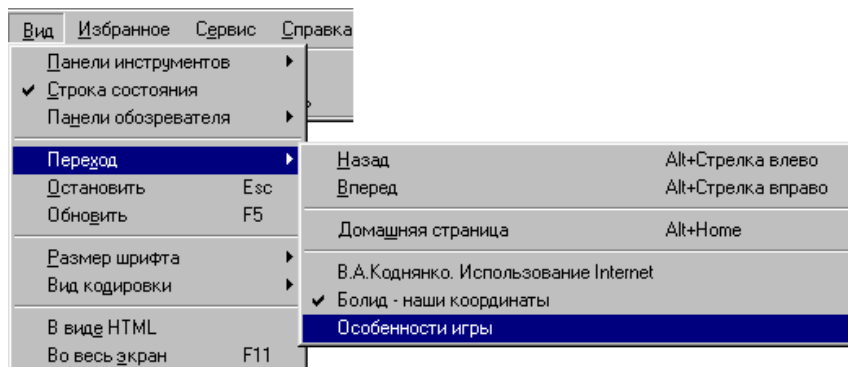 Вид Избранное Сервис Справка
Панели инструментов
✔ Строка состояния
Панели обозревателя
Переход
Остановить Esc
Обновить F5
Размер шрифта
Вид кодировки
В виде HTML
Во весь экран F11
Назад Alt+Стрелка влево
Вперед Alt+Стрелка вправо
Домашняя страница Alt+Home
В.А.Коднянко. Использование Internet
✔ Болид - наши координаты
Особенности игры